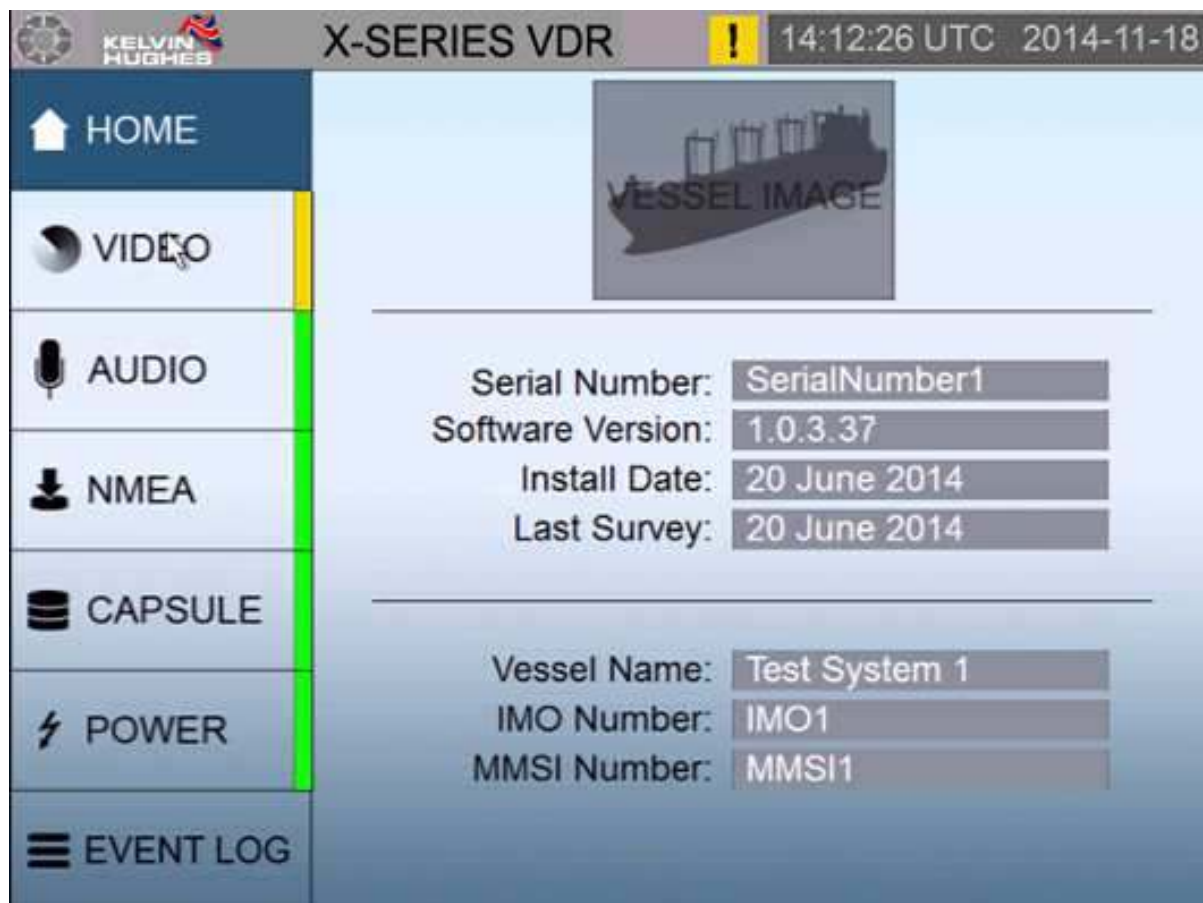 KELVIN HUGHES X-SERIES VDR ! 14:12:26 UTC 2014-11-18
HOME
VESSEL IMAGE
VIDEO
AUDIO
NMEA
CAPSULE
POWER
EVENT LOG
Serial Number: SerialNumber1
Software Version: 1.0.3.37
Install Date: 20 June 2014
Last Survey: 20 June 2014
Vessel Name: Test System 1
IMO Number: IMO1
MMSI Number: MMSI1